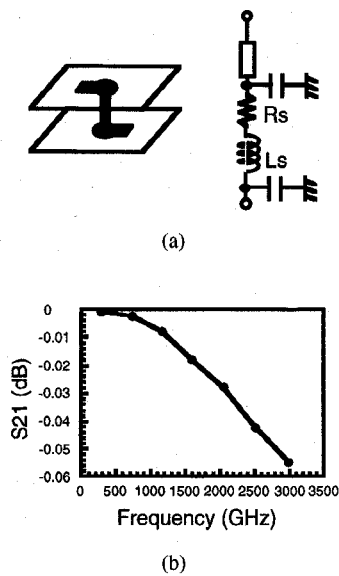 Rs
Ls
(a)
0
-0.01
-0.02
-0.03
-0.04
-0.05
-0.06
S21 (dB)
0 500 1000 1500 2000 2500 3000 3500
Frequency (GHz)
(b)